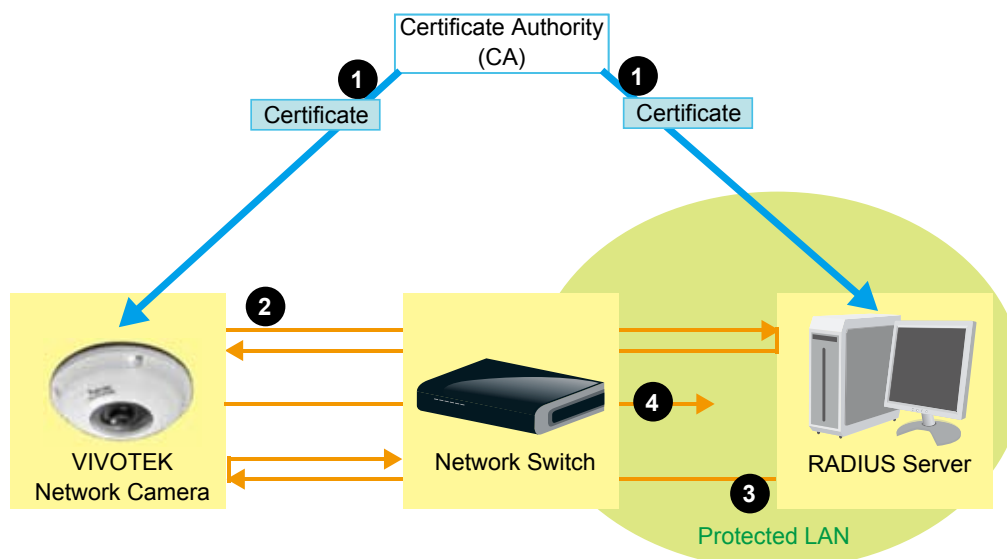 Certificate Authority
(CA)
1
1
Certificate
Certificate
2
4
VIVOTEK
Network Camera
Network Switch
RADIUS Server
3
Protected LAN